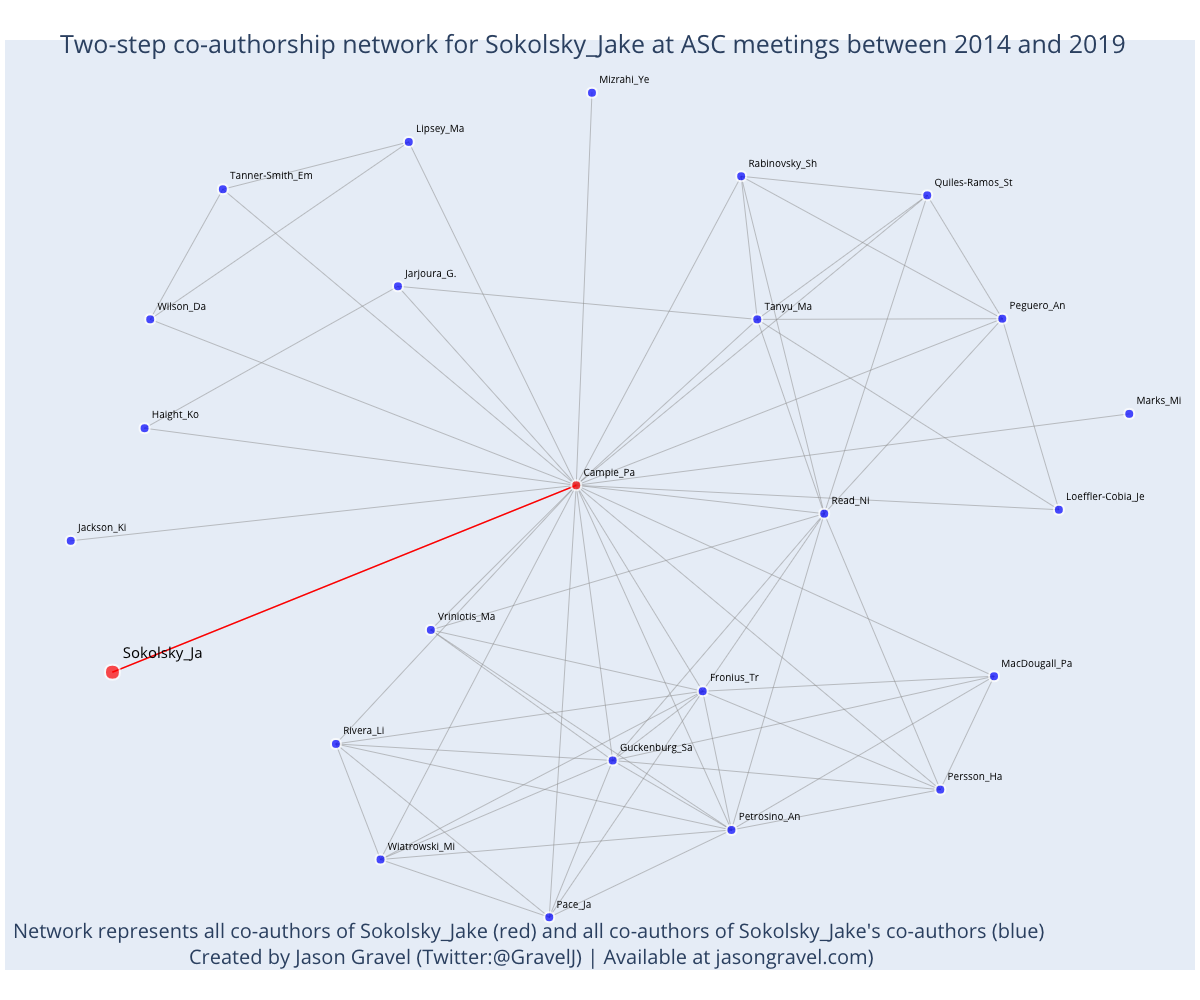 Two-step co-authorship network for Sokolsky_Jake at ASC meetings between 2014 and 2019
Mizrahi_Ye
Lipsey_Ma
Rabinovsky_Sh
Tanner-Smith_Em
Quiles-Ramos_St
Jarjoura_G.
Wilson_Da
Tanyu_Ma
Peguero_An
Marks_Mi
Haight_Ko
Campie_Pa
Loeffler-Cobia_Je
Read_Ni
Jackson_Ki
Vriniotis_Ma
Sokolsky_Ja
MacDougall_Pa
Fronius_Tr
Rivera_Li
Guckenburg_Sa
Persson_Ha
Petrosino_An
Wiatrowski_Mi
Pace_Ja
Network represents all co-authors of Sokolsky_Jake (red) and all co-authors of Sokolsky_Jake's co-authors (blue)
Created by Jason Gravel (Twitter:@GravelJ) | Available at jasongravel.com)